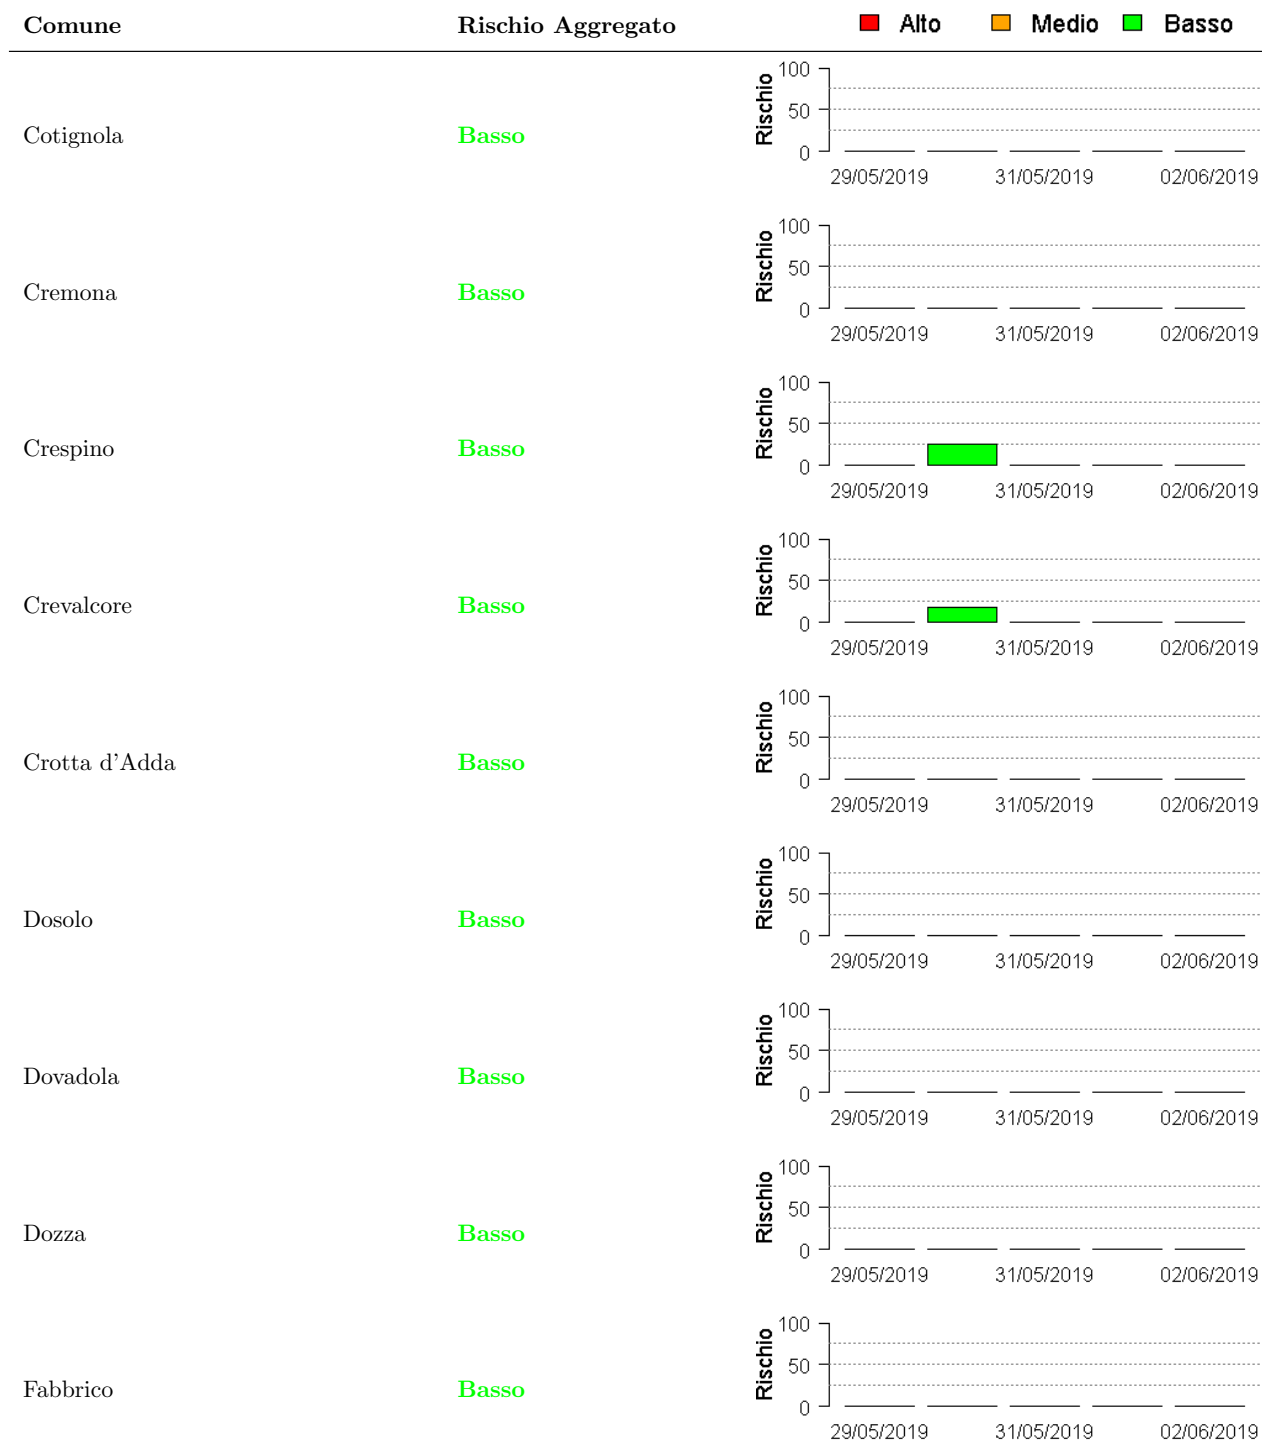 Comune Rischio Aggregato Alto Medio Basso
100
50
0
Rischio
Cotignola Basso
29/05/2019 31/05/2019 02/06/2019
100
50
0
Rischio
Cremona Basso
29/05/2019 31/05/2019 02/06/2019
100
50
0
Rischio
Crespino Basso
29/05/2019 31/05/2019 02/06/2019
100
50
0
Rischio
Crevalcore Basso
29/05/2019 31/05/2019 02/06/2019
100
50
0
Rischio
Crotta d'Adda Basso
29/05/2019 31/05/2019 02/06/2019
100
50
0
Rischio
Dosolo Basso
29/05/2019 31/05/2019 02/06/2019
100
50
0
Rischio
Dovadola Basso
29/05/2019 31/05/2019 02/06/2019
100
50
0
Rischio
Dozza Basso
29/05/2019 31/05/2019 02/06/2019
100
50
0
Rischio
Fabbrico Basso
29/05/2019 31/05/2019 02/06/2019